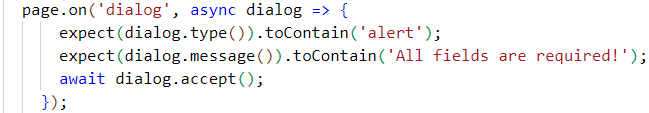 page.on('dialog', async dialog => {
expect(dialog.type()).toContain('alert');
expect(dialog.message()).toContain('All fields are required!');
await dialog.accept();
});